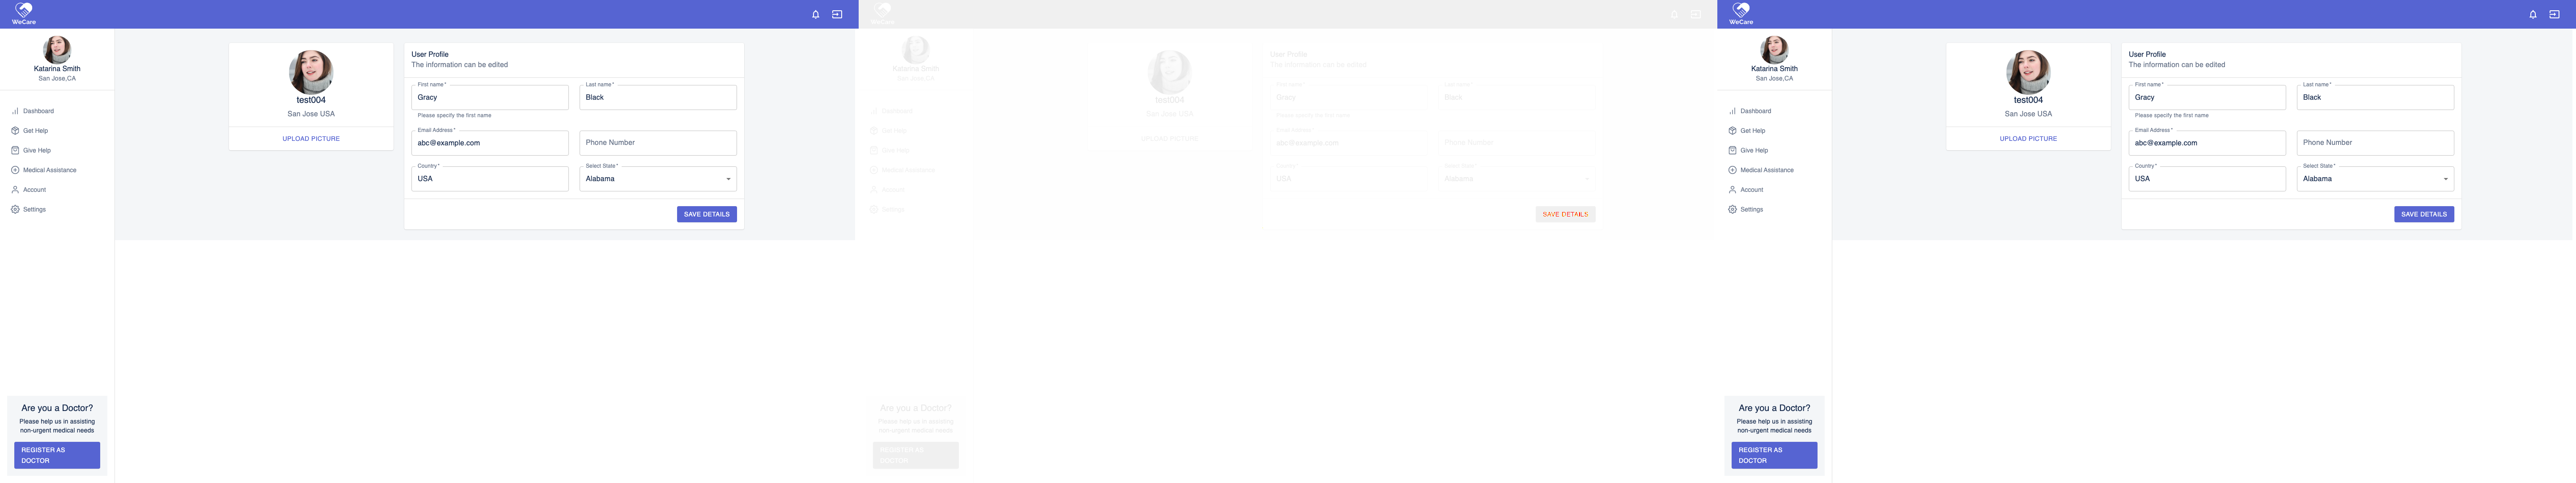 WeCare
Katarina Smith
San Jose,CA
Dashboard
Get Help
Give Help
Medical Assistance
Account
Settings
Are you a Doctor?
Please help us in assisting
non-urgent medical needs
REGISTER AS
DOCTOR
test004
San Jose USA
UPLOAD PICTURE
User Profile
The information can be edited
First name *
Gracy
Please specify the first name
Last name *
Black
Email Address *
abc@example.com
Phone Number
Country *
USA
Select State *
Alabama
SAVE DETAILS
WeCare
Katarina Smith
San Jose,CA
Dashboard
Get Help
Give Help
Medical Assistance
Account
Settings
Are you a Doctor?
Please help us in assisting
non-urgent medical needs
REGISTER AS
DOCTOR
test004
San Jose USA
UPLOAD PICTURE
User Profile
The information can be edited
First name *
Gracy
Please specify the first name
Last name *
Black
Email Address *
abc@example.com
Phone Number
Country *
USA
Select State *
Alabama
SAVE DETAILS
WeCare
Katarina Smith
San Jose,CA
Dashboard
Get Help
Give Help
Medical Assistance
Account
Settings
Are you a Doctor?
Please help us in assisting
non-urgent medical needs
REGISTER AS
DOCTOR
test004
San Jose USA
UPLOAD PICTURE
User Profile
The information can be edited
First name *
Gracy
Please specify the first name
Last name *
Black
Email Address *
abc@example.com
Phone Number
Country *
USA
Select State *
Alabama
SAVE DETAILS